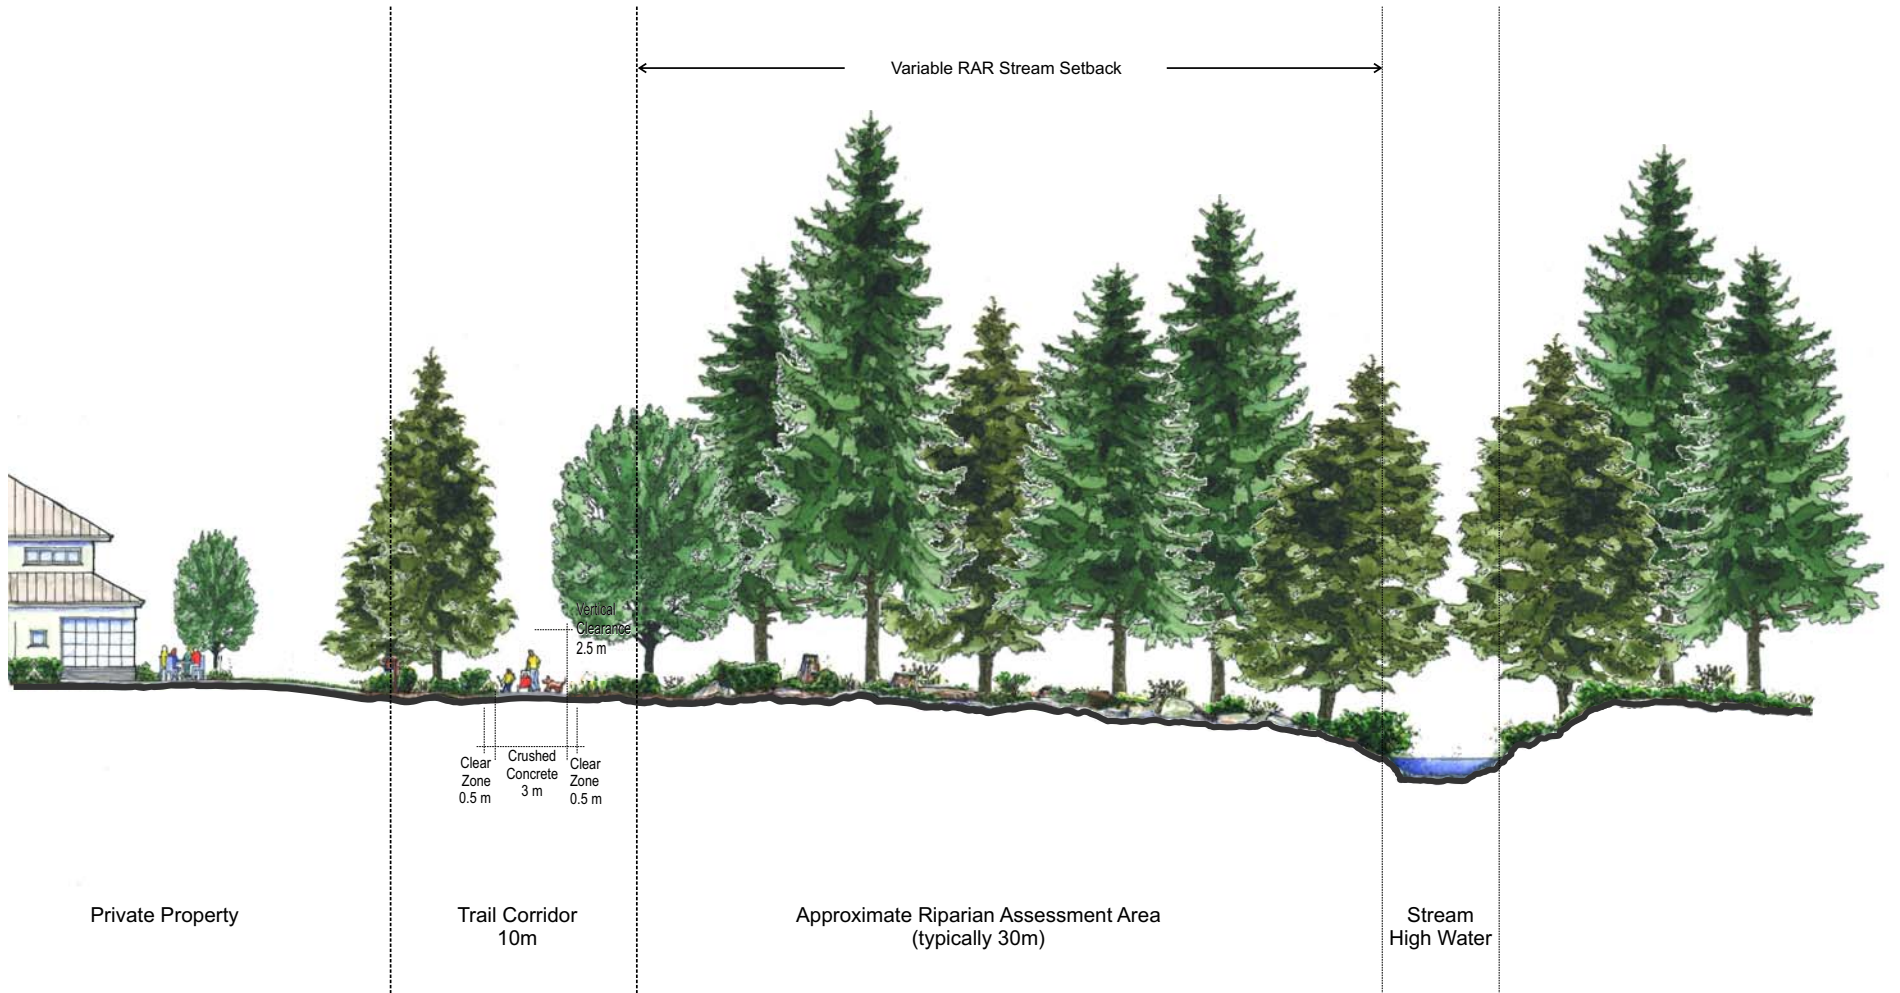 Variable RAR Stream Setback
Vertical
Clearance
2.5 m
Clear
Zone
0.5 m
Crushed
Concrete
3 m
Clear
Zone
0.5 m
Private Property
Trail Corridor
10m
Approximate Riparian Assessment Area
(typically 30m)
Stream
High Water